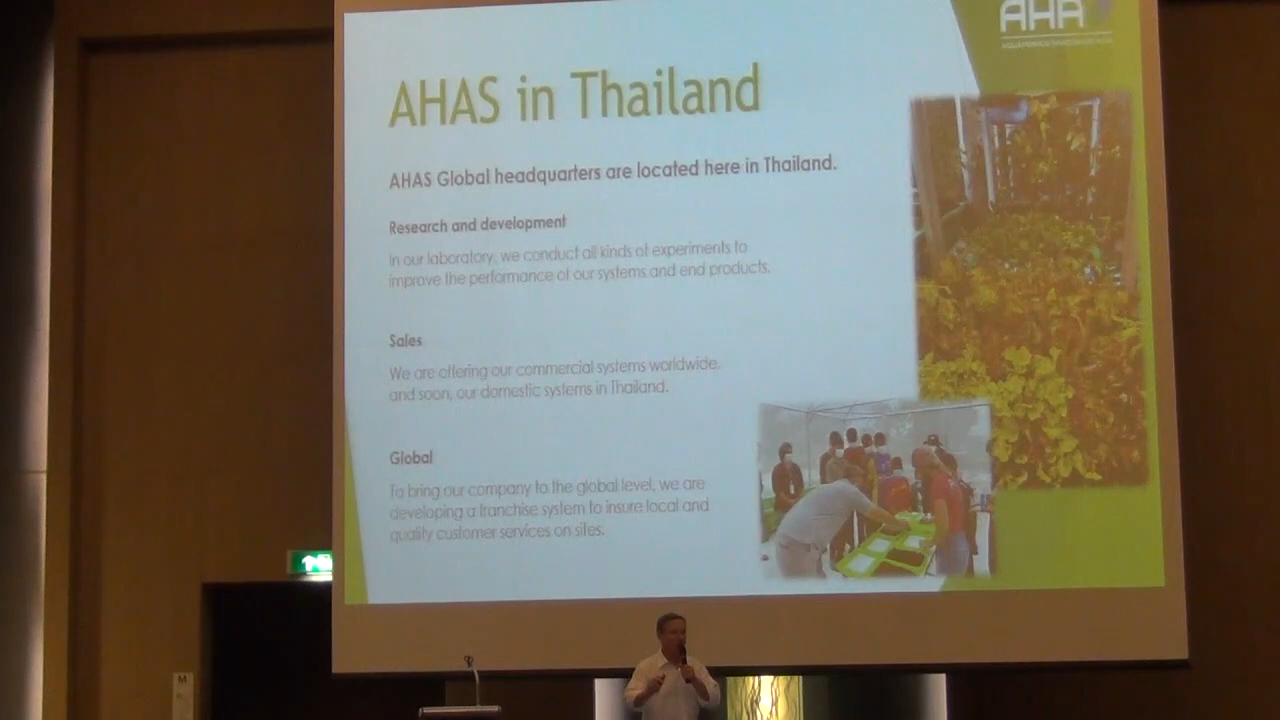 AHA
AHAS in Thailand
AHAS Global headquarters are located here in Thailand.
Research and development
In our laboratory, we conduct all kinds of experiments to
improve the performance of our systems and end products.
Sales
We are offering our commercial systems worldwide,
and soon, our domestic systems in Thailand.
Global
To bring our company to the global level, we are
developing a franchise system to insure local and
quality customer services on sites.
M